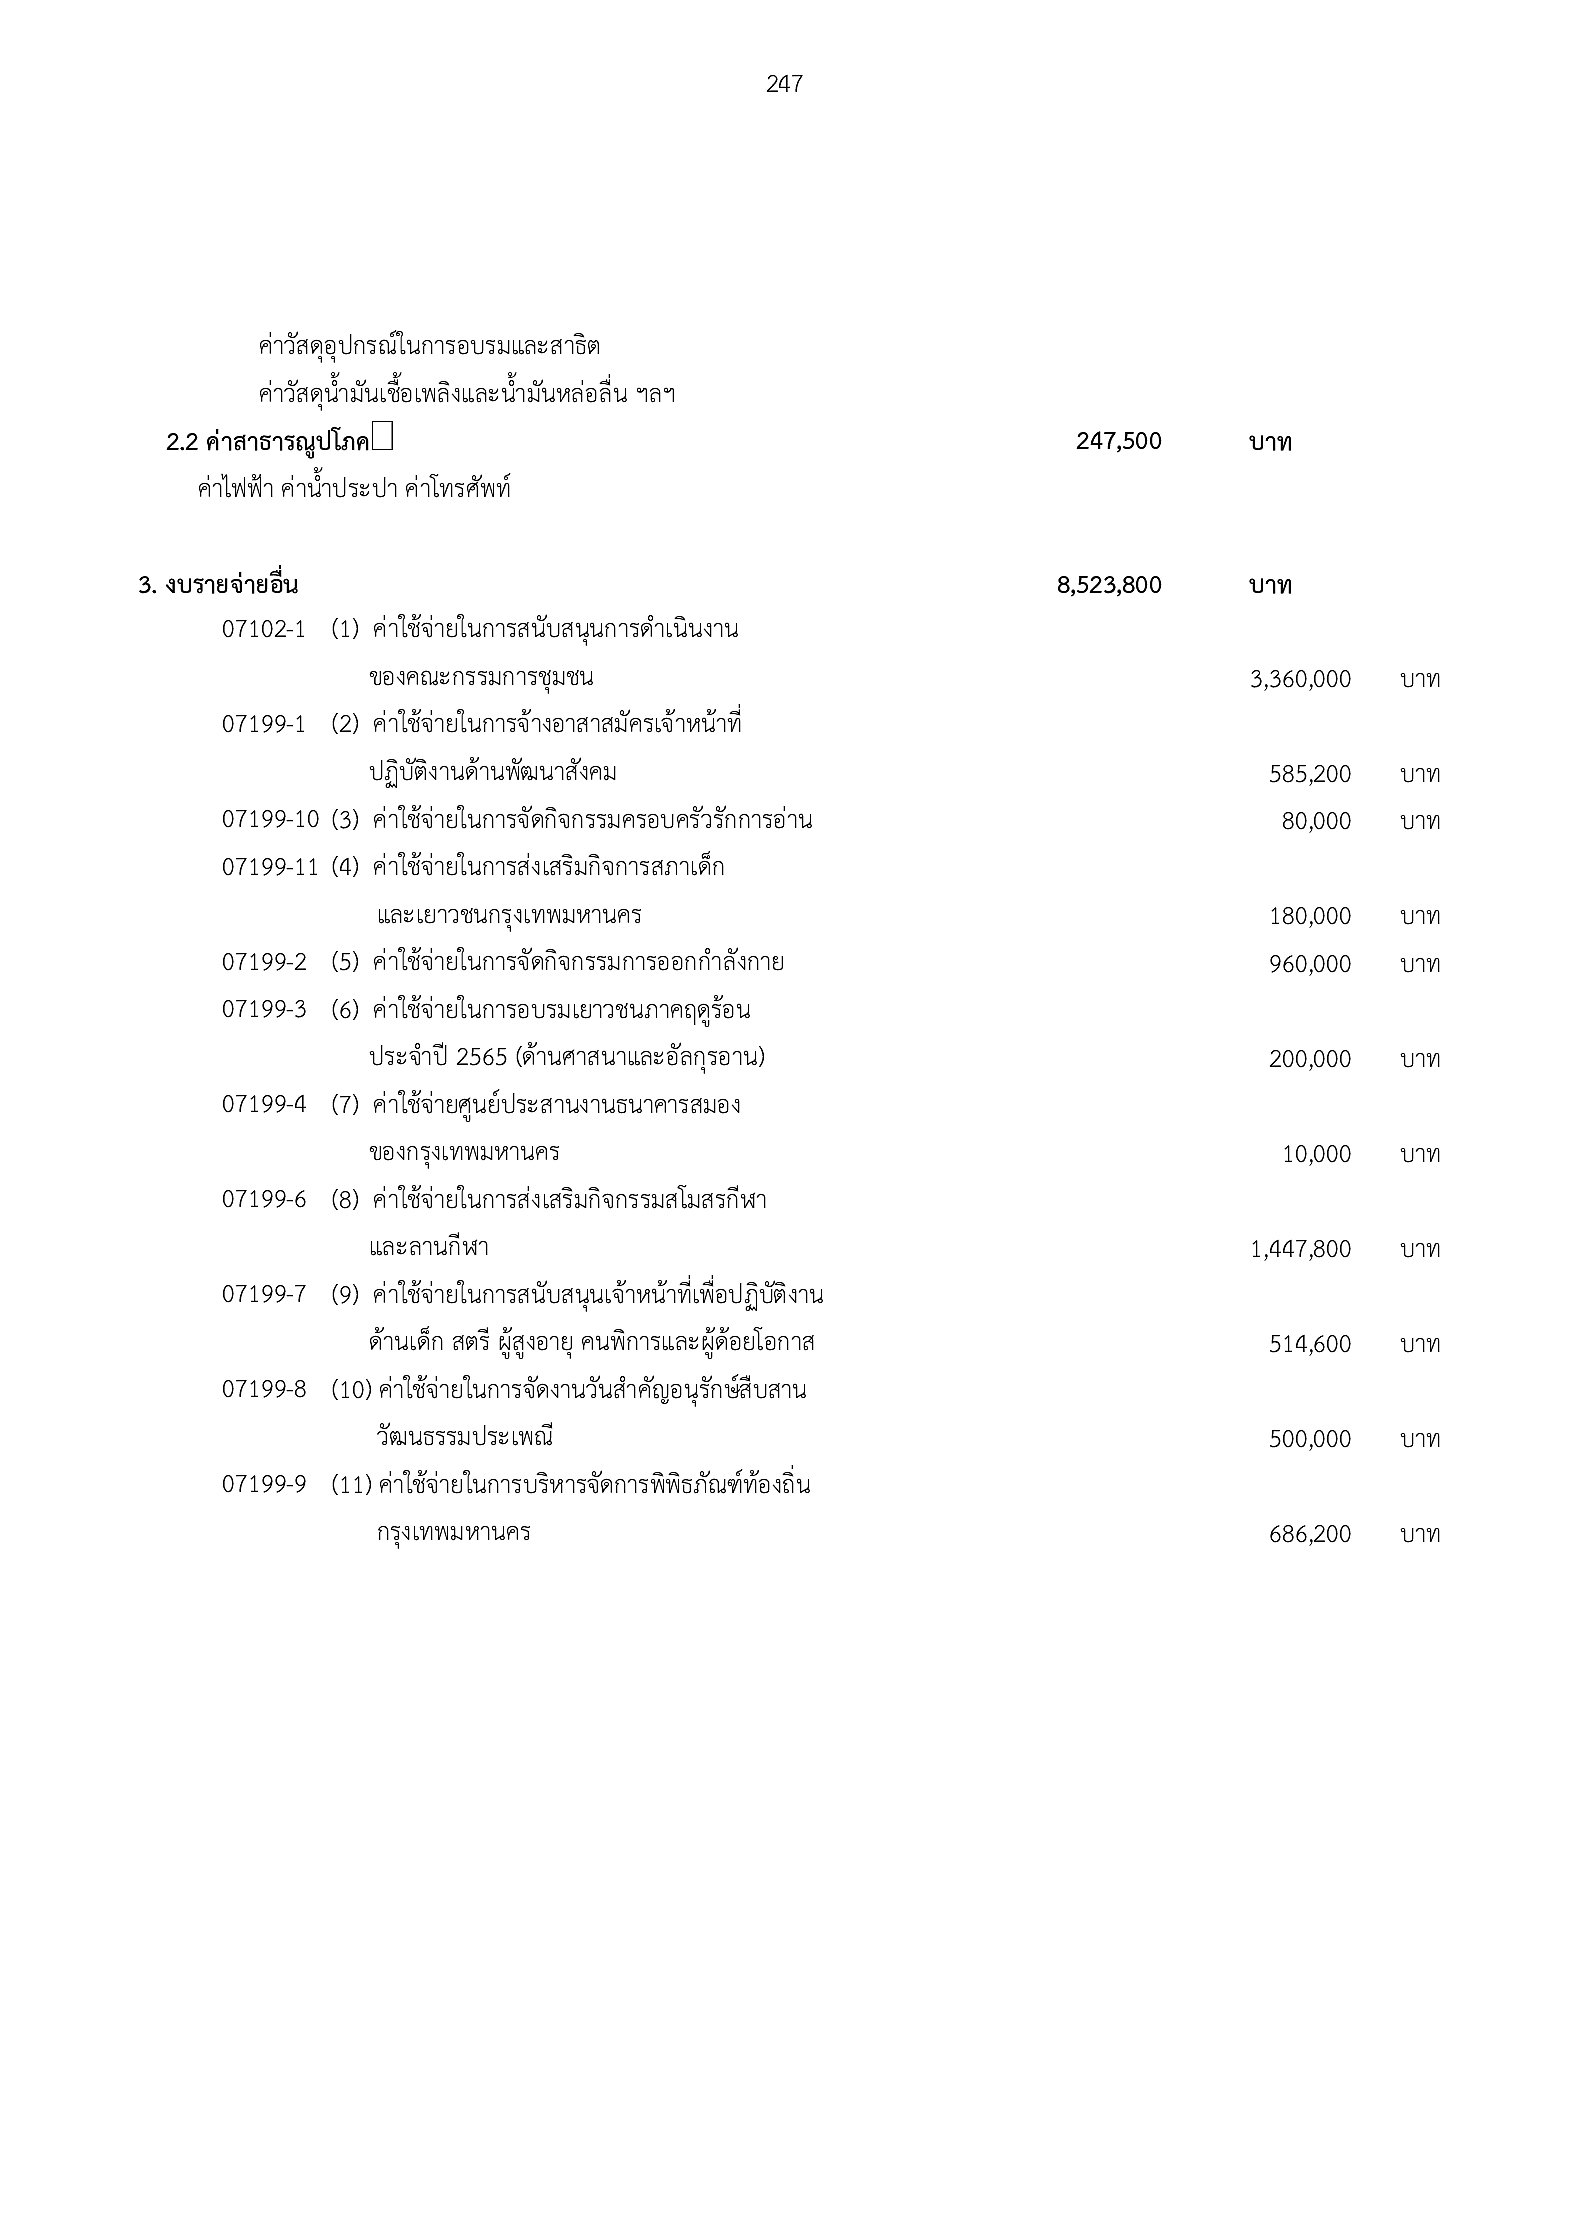 247
ค่าวัสดุอุปกรณ์ในการอบรมและสาธิต
ค่าวัสดุน้ำมันเชื้อเพลิงและน้ำมันหล่อลื่น ฯลฯ
2.2 ค่าสาธารณูปโภค 247,500 บาท
ค่าไฟฟ้า ค่าน้ำประปา ค่าโทรศัพท์
3. งบรายจ่ายอื่น 8,523,800 บาท
07102-1 (1) ค่าใช้จ่ายในการสนับสนุนการดำเนินงาน
ของคณะกรรมการชุมชน 3,360,000 บาท
07199-1 (2) ค่าใช้จ่ายในการจ้างอาสาสมัครเจ้าหน้าที่
ปฏิบัติงานด้านพัฒนาสังคม 585,200 บาท
07199-10 (3) ค่าใช้จ่ายในการจัดกิจกรรมครอบครัวรักการอ่าน 80,000 บาท
07199-11 (4) ค่าใช้จ่ายในการส่งเสริมกิจการสภาเด็ก
และเยาวชนกรุงเทพมหานคร 180,000 บาท
07199-2 (5) ค่าใช้จ่ายในการจัดกิจกรรมการออกกำลังกาย 960,000 บาท
07199-3 (6) ค่าใช้จ่ายในการอบรมเยาวชนภาคฤดูร้อน
ประจำปี 2565 (ด้านศาสนาและอัลกุรอาน) 200,000 บาท
07199-4 (7) ค่าใช้จ่ายศูนย์ประสานงานธนาคารสมอง
ของกรุงเทพมหานคร 10,000 บาท
07199-6 (8) ค่าใช้จ่ายในการส่งเสริมกิจกรรมสโมสรกีฬา
และลานกีฬา 1,447,800 บาท
07199-7 (9) ค่าใช้จ่ายในการสนับสนุนเจ้าหน้าที่เพื่อปฏิบัติงาน
ด้านเด็ก สตรี ผู้สูงอายุ คนพิการและผู้ด้อยโอกาส 514,600 บาท
07199-8 (10) ค่าใช้จ่ายในการจัดงานวันสำคัญอนุรักษ์สืบสาน
วัฒนธรรมประเพณี 500,000 บาท
07199-9 (11) ค่าใช้จ่ายในการบริหารจัดการพิพิธภัณฑ์ท้องถิ่น
กรุงเทพมหานคร 686,200 บาท